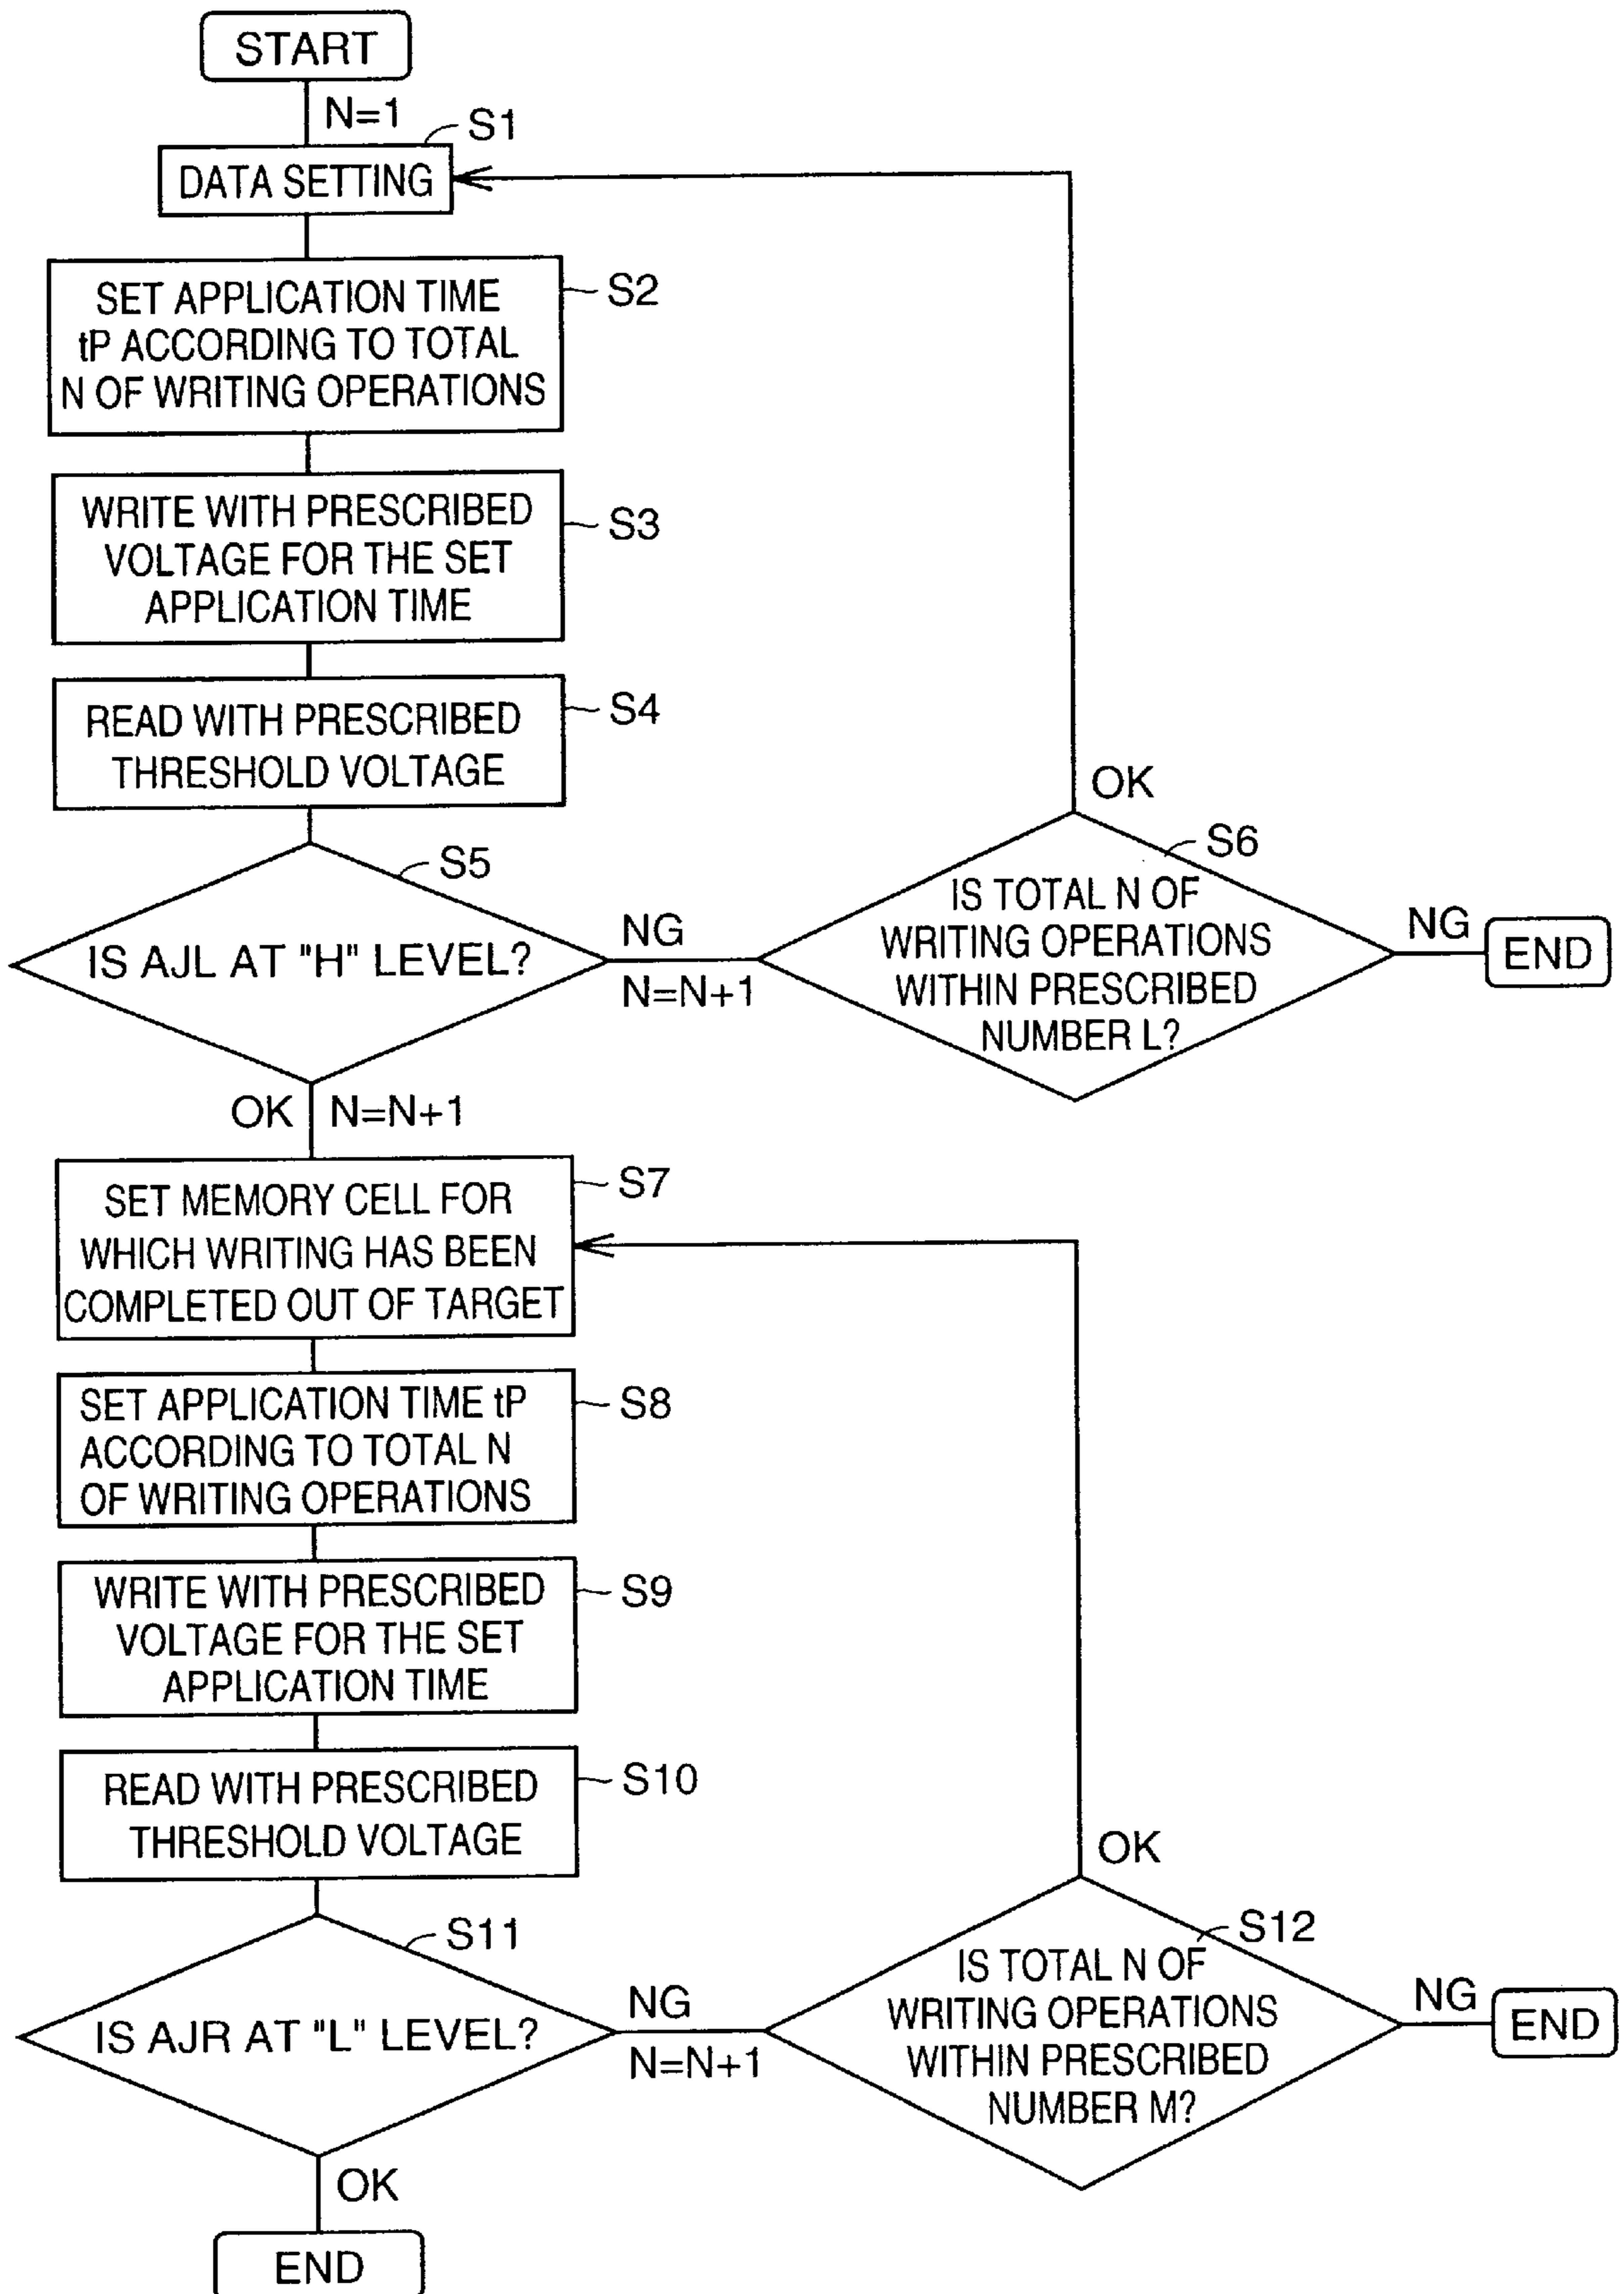 START
N=1
S1
DATA SETTING
SET APPLICATION TIME
tP ACCORDING TO TOTAL
N OF WRITING OPERATIONS
S2
WRITE WITH PRESCRIBED
VOLTAGE FOR THE SET
APPLICATION TIME
S3
READ WITH PRESCRIBED
THRESHOLD VOLTAGE
S4
S5
IS AJL AT "H" LEVEL?
NG
N=N+1
OK
S6
IS TOTAL N OF
WRITING OPERATIONS
WITHIN PRESCRIBED
NUMBER L?
NG
END
OK
N=N+1
SET MEMORY CELL FOR
WHICH WRITING HAS BEEN
COMPLETED OUT OF TARGET
S7
SET APPLICATION TIME tP
ACCORDING TO TOTAL N
OF WRITING OPERATIONS
S8
WRITE WITH PRESCRIBED
VOLTAGE FOR THE SET
APPLICATION TIME
S9
READ WITH PRESCRIBED
THRESHOLD VOLTAGE
S10
S11
IS AJR AT "L" LEVEL?
NG
N=N+1
OK
S12
IS TOTAL N OF
WRITING OPERATIONS
WITHIN PRESCRIBED
NUMBER M?
NG
END
OK
END